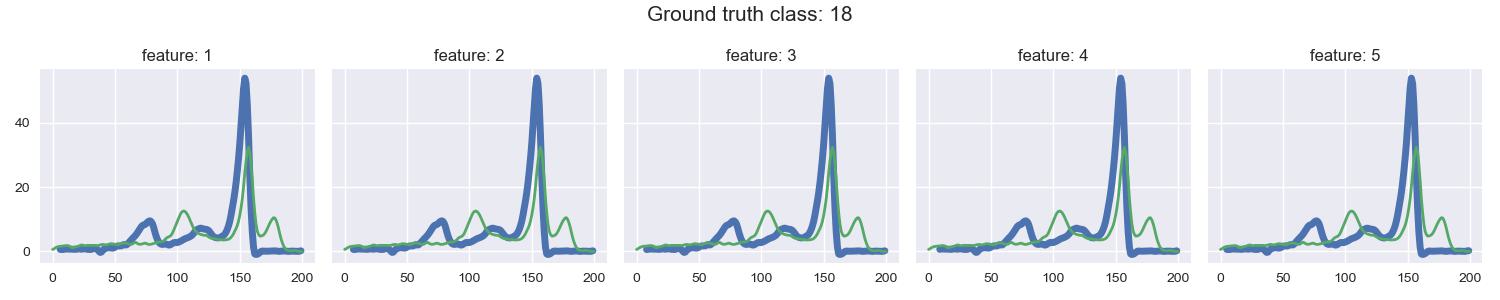 Ground truth class: 18
feature: 1 feature: 2 feature: 3 feature: 4 feature: 5
40
20
0
0 50 100 150 200 0 50 100 150 200 0 50 100 150 200 0 50 100 150 200 0 50 100 150 200